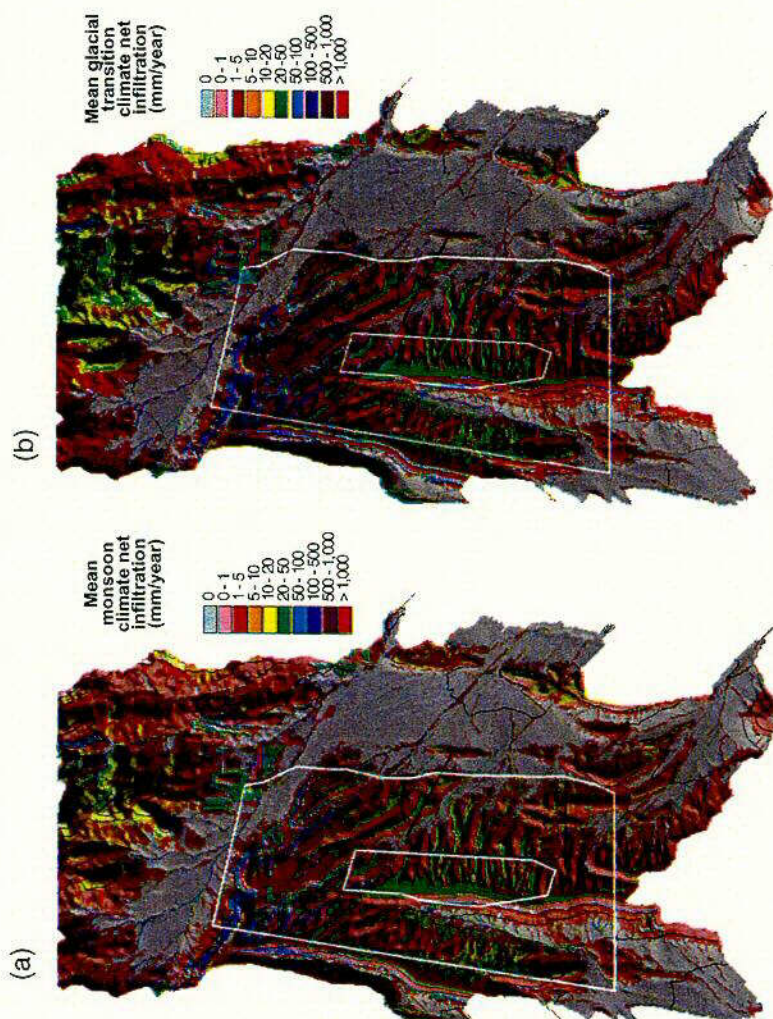 (a)
Mean
monsoon
climate net
infiltration
(mm/year)
0
0 - 1
1 - 5
5 - 10
10 - 20
20 - 50
50 - 100
100 - 500
500 - 1,000
> 1,000
(b)
Mean glacial
transition
climate net
infiltration
(mm/year)
0
0 - 1
1 - 5
5 - 10
10 - 20
20 - 50
50 - 100
100 - 500
500 - 1,000
> 1,000